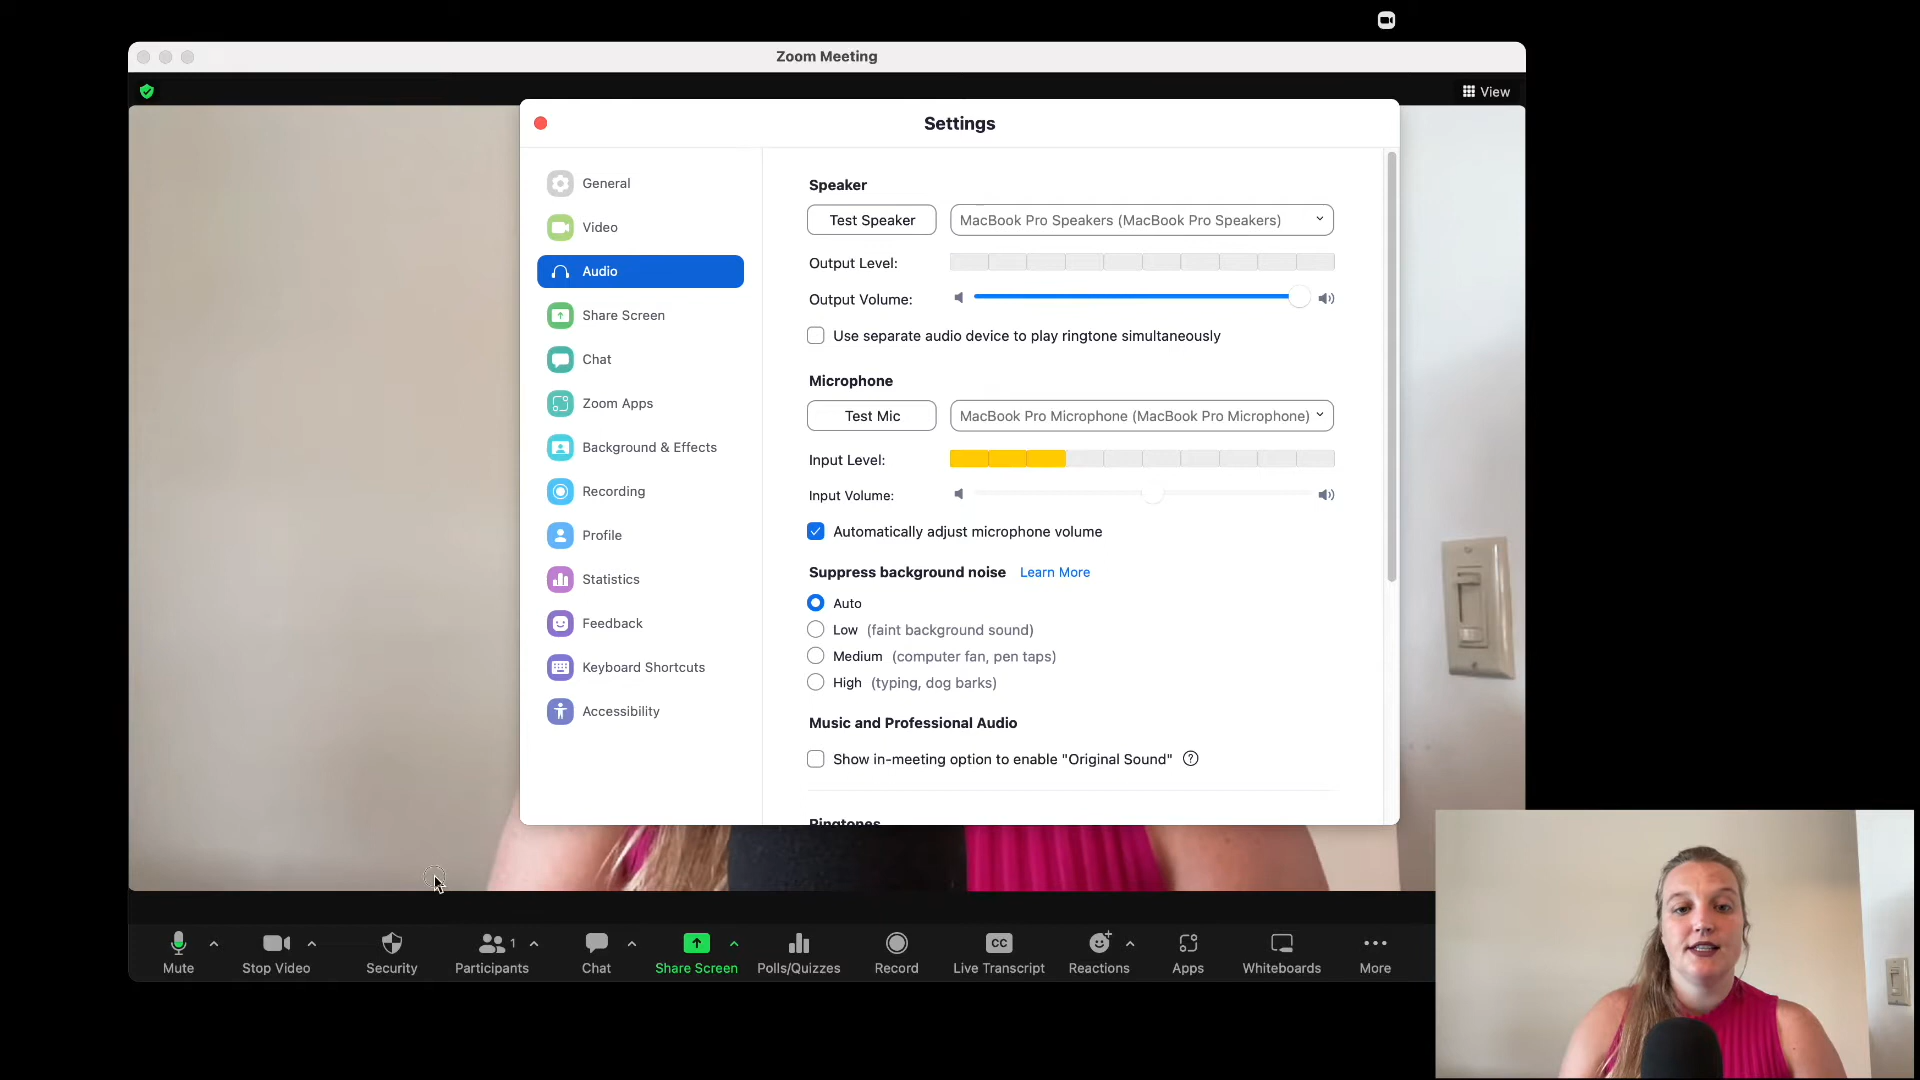 Zoom Meeting
View
Settings
General
Video
Audio
Share Screen
Chat
Zoom Apps
Background & Effects
Recording
Profile
Statistics
Feedback
Keyboard Shortcuts
Accessibility
Speaker
Test Speaker
MacBook Pro Speakers (MacBook Pro Speakers)
Output Level:
Output Volume:
Use separate audio device to play ringtone simultaneously
Microphone
Test Mic
MacBook Pro Microphone (MacBook Pro Microphone)
Input Level:
Input Volume:
Automatically adjust microphone volume
Suppress background noise Learn More
Auto
Low (faint background sound)
Medium (computer fan, pen taps)
High (typing, dog barks)
Music and Professional Audio
Show in-meeting option to enable "Original Sound" ?
Ringtones
1
CC
Mute
Stop Video
Security
Participants
Chat
Share Screen
Polls/Quizzes
Record
Live Transcript
Reactions
Apps
Whiteboards
More